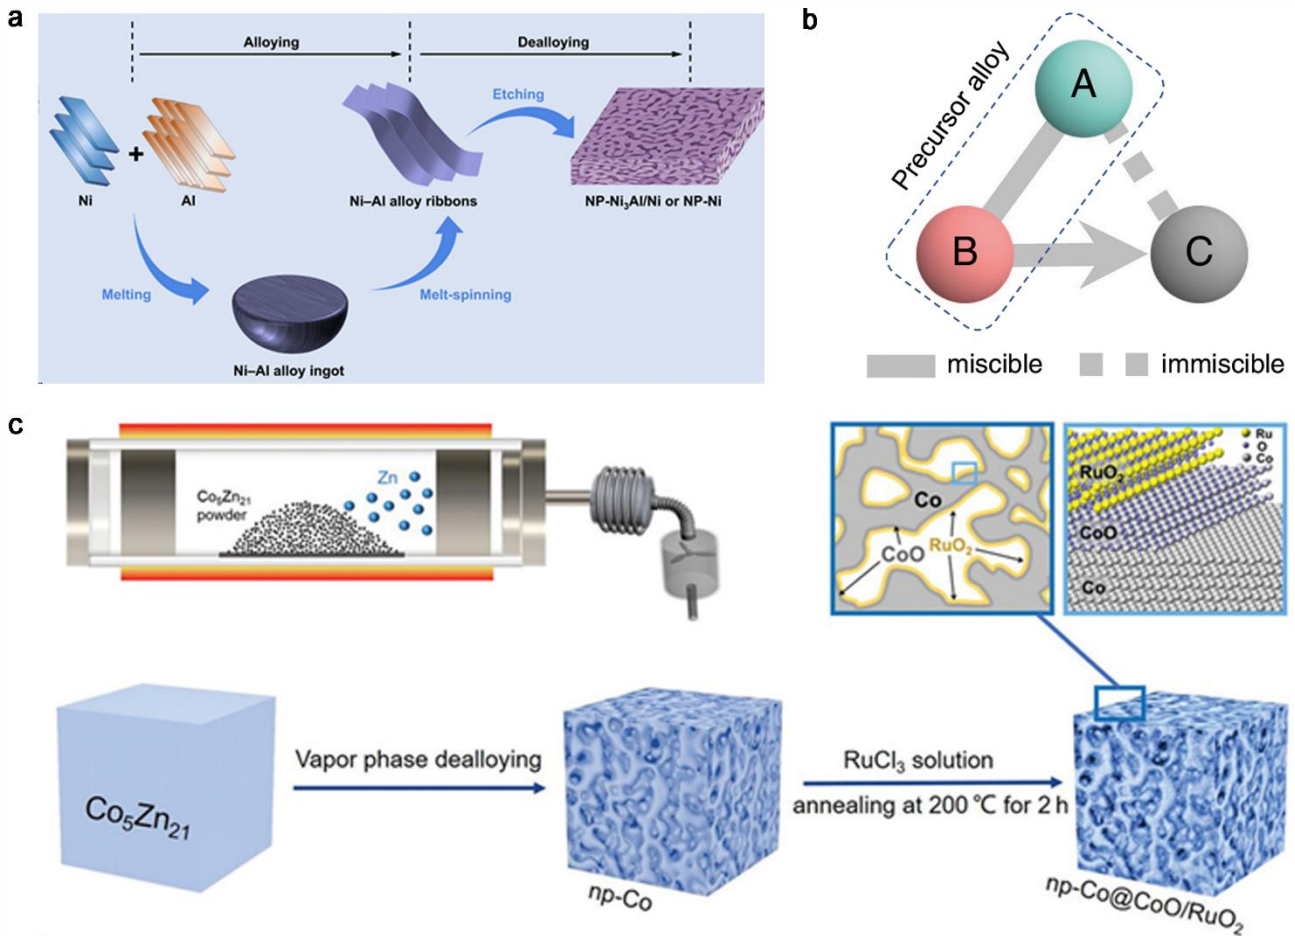 a
Alloying
Dealloying
Etching
Ni
+
Al
Ni–Al alloy ribbons
NP-Ni₃Al/Ni or NP-Ni
Melting
Melt-spinning
Ni–Al alloy ingot
b
Precursor alloy
A
B
C
miscible
immiscible
c
Co₅Zn₂₁
powder
Zn
Co
CoO
RuO₂
Ru
O
Co
RuO₂
CoO
Co
Co₅Zn₂₁
Vapor phase dealloying
np-Co
RuCl₃ solution
annealing at 200 ℃ for 2 h
np-Co@CoO/RuO₂